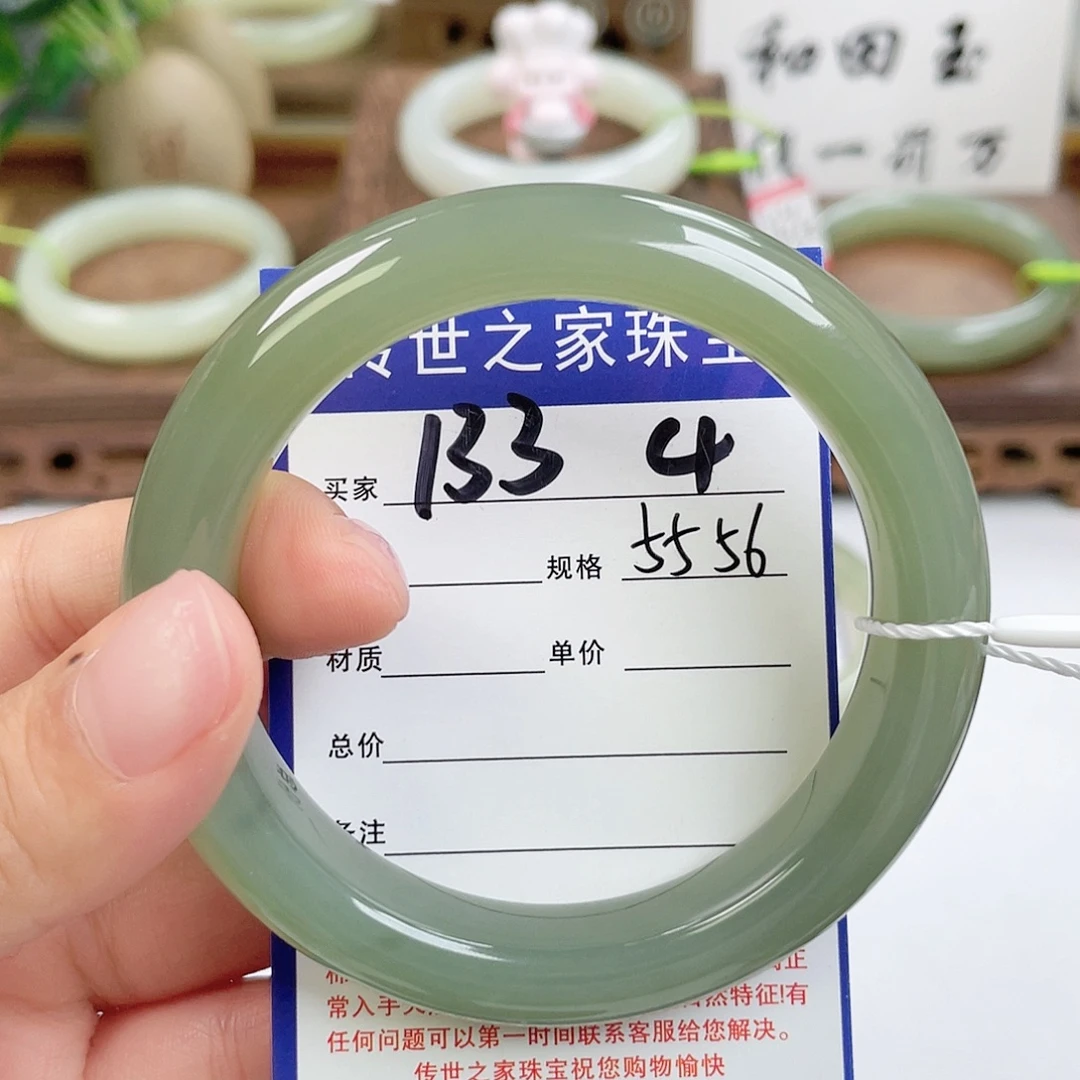 和田玉
一斤万
传世之家珠宝
买家 133 4
规格 5556
材质 单价
总价
备注
常入手 然特征!有
任何问题可以第一时间联系客服给您解决。
传世之家珠宝祝您购物愉快